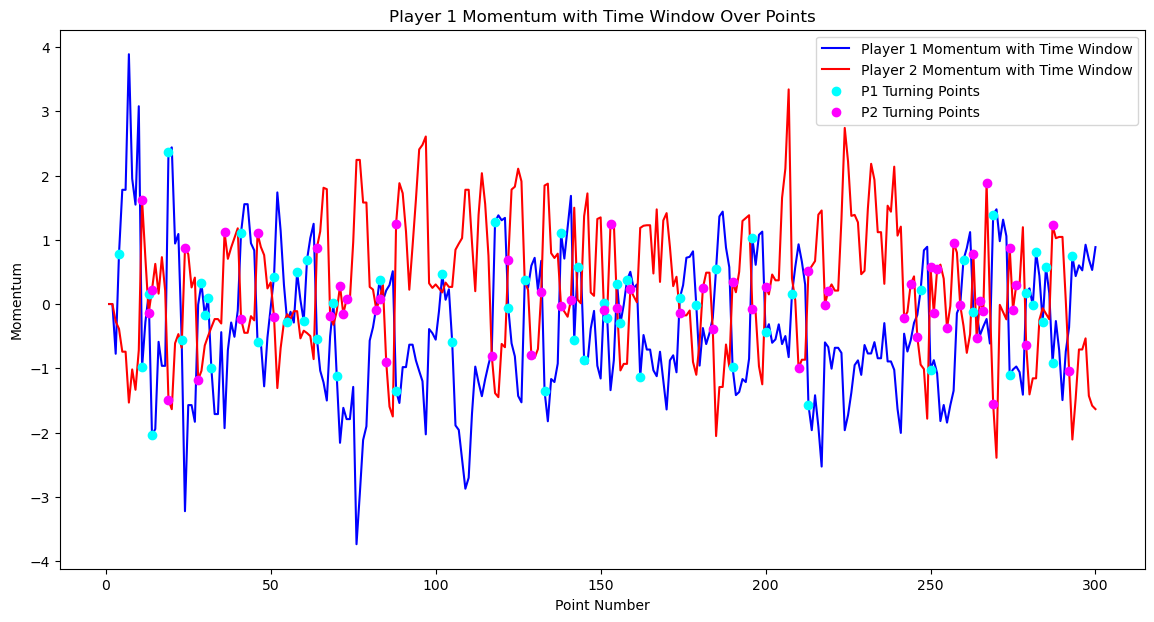 Player 1 Momentum with Time Window Over Points
Player 1 Momentum with Time Window
Player 2 Momentum with Time Window
P1 Turning Points
P2 Turning Points
Momentum
4
3
2
1
0
−1
−2
−3
−4
0 50 100 150 200 250 300
Point Number